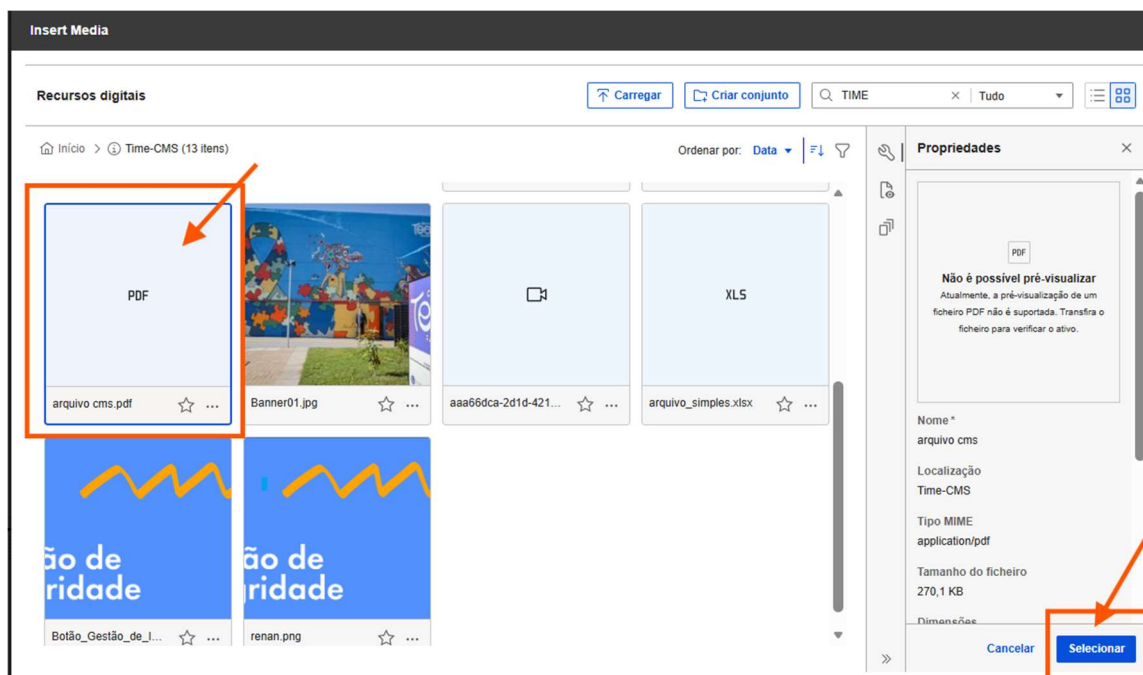 Insert Media
Recursos digitais
Carregar
Criar conjunto
TIME
Tudo
Início > Time-CMS (13 itens)
Ordenar por: Data
Propriedades
PDF
XLS
arquivo cms.pdf
Banner01.jpg
aaa66dca-2d1d-421...
arquivo_simples.xlsx
ão de
ridade
ão de
gridade
Botão_Gestão_de_I...
renan.png
PDF
Não é possível pré-visualizar
Atualmente, a pré-visualização de um
ficheiro PDF não é suportada. Transfira o
ficheiro para verificar o ativo.
Nome*
arquivo cms
Localização
Time-CMS
Tipo MIME
application/pdf
Tamanho do ficheiro
270,1 KB
Dimensões
Cancelar
Selecionar